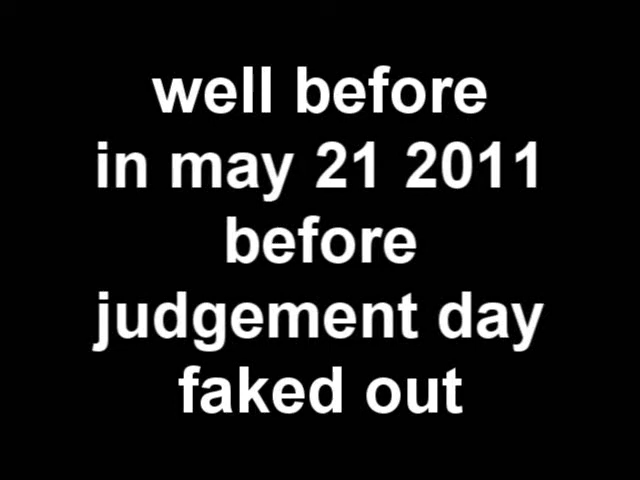 well before
in may 21 2011
before
judgement day
faked out